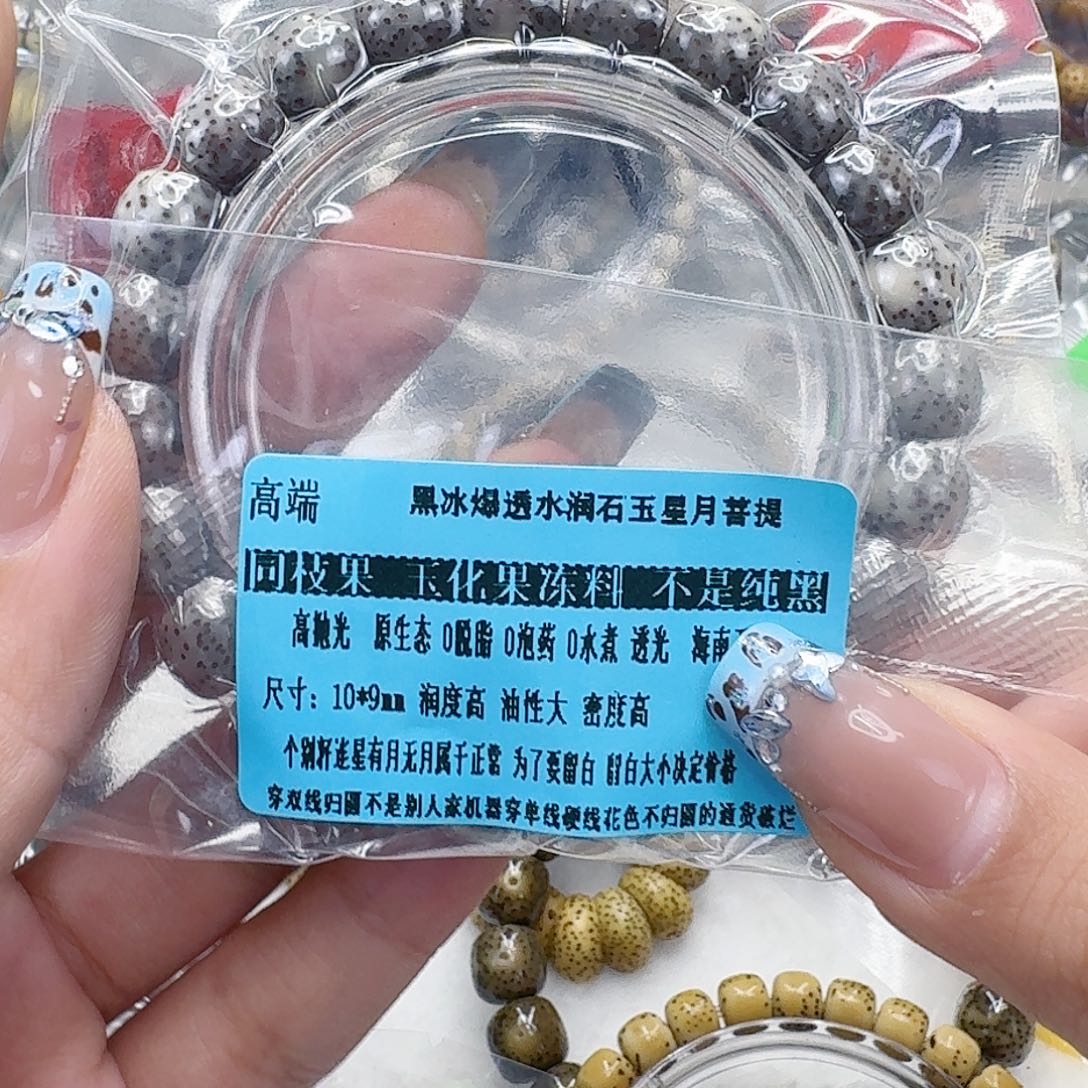 高端 黑冰爆透水润石玉星月菩提
同枝果 玉化果冻料 不是纯黑
高抛光 原生态 0脱脂 0泡药 0水煮 透光 海南
尺寸：10*9mm 润度高 油性大 密度高
个别籽连星有月无月属于正常 为了要留白 留白大小决定价格
穿双线归圆不是别人家机器穿单线硬线花色不归圆的通货破烂